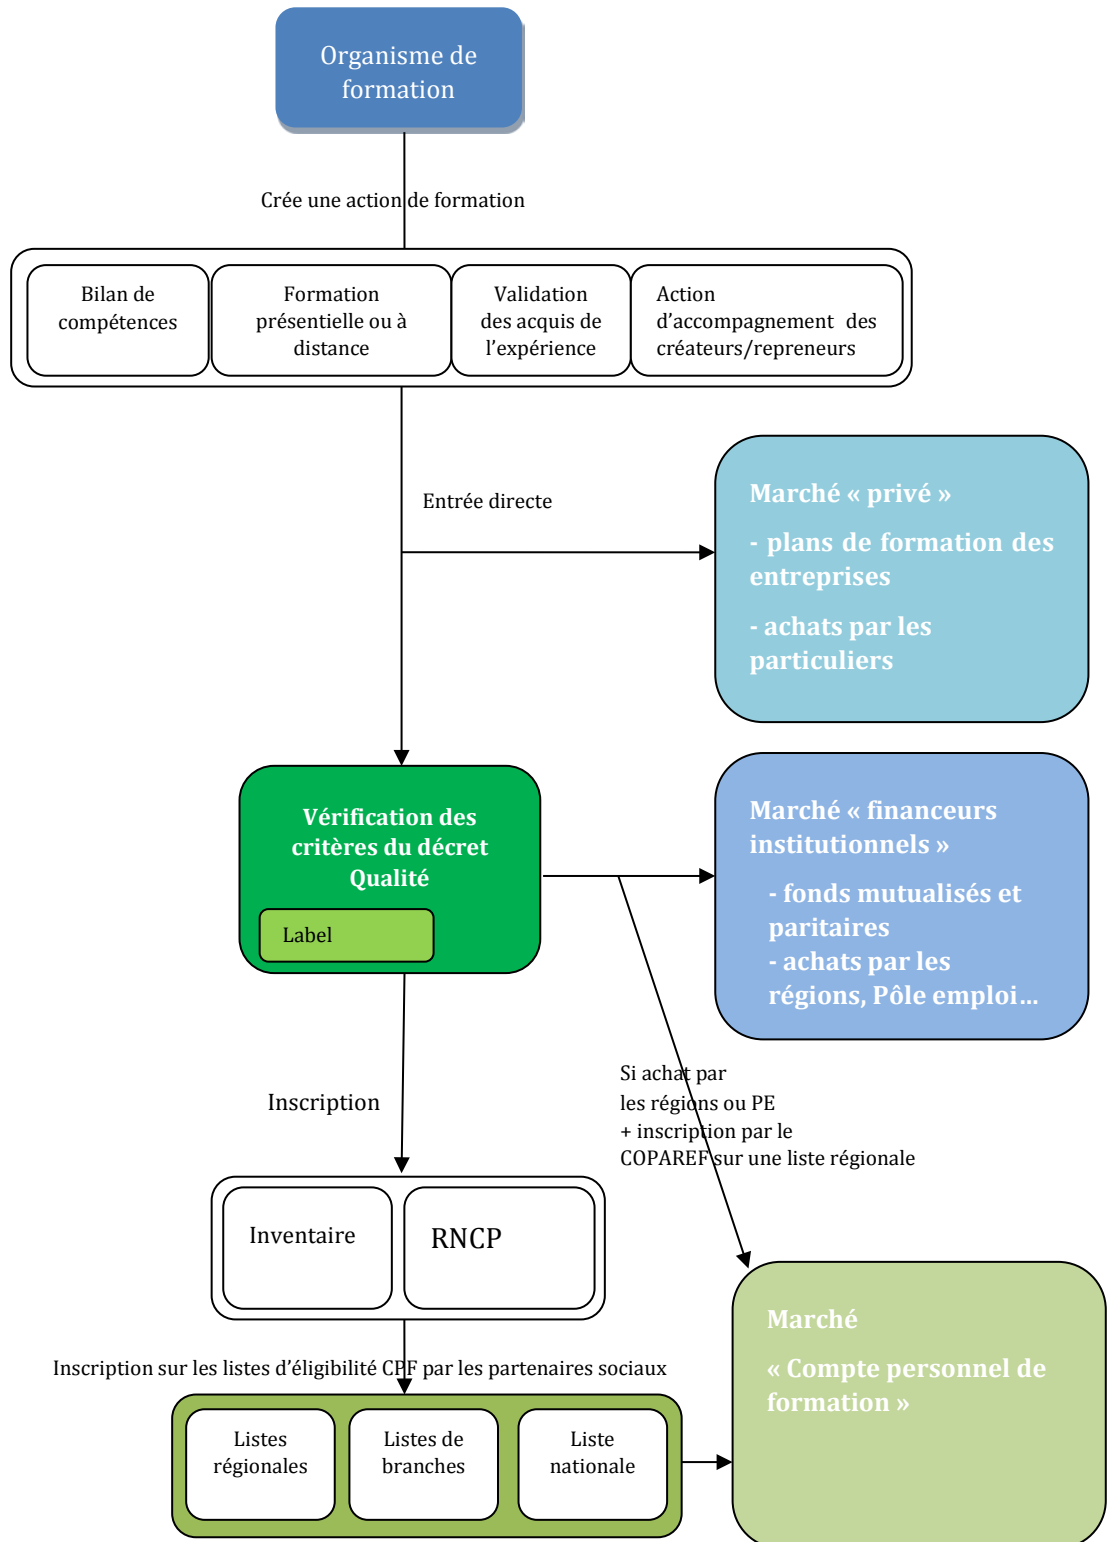 Organisme de
formation
Crée une action de formation
Bilan de
compétences
Formation
présentielle ou à
distance
Validation
des acquis de
l’expérience
Action
d’accompagnement des
créateurs/repreneurs
Entrée directe
Marché « privé »
- plans de formation des
entreprises
- achats par les
particuliers
Vérification des
critères du décret
Qualité
Label
Marché « financeurs
institutionnels »
- fonds mutualisés et
paritaires
- achats par les
régions, Pôle emploi…
Si achat par
les régions ou PE
+ inscription par le
COPAREF sur une liste régionale
Inscription
Inventaire
RNCP
Inscription sur les listes d’éligibilité CPF par les partenaires sociaux
Listes
régionales
Listes de
branches
Liste
nationale
Marché
« Compte personnel de
formation »